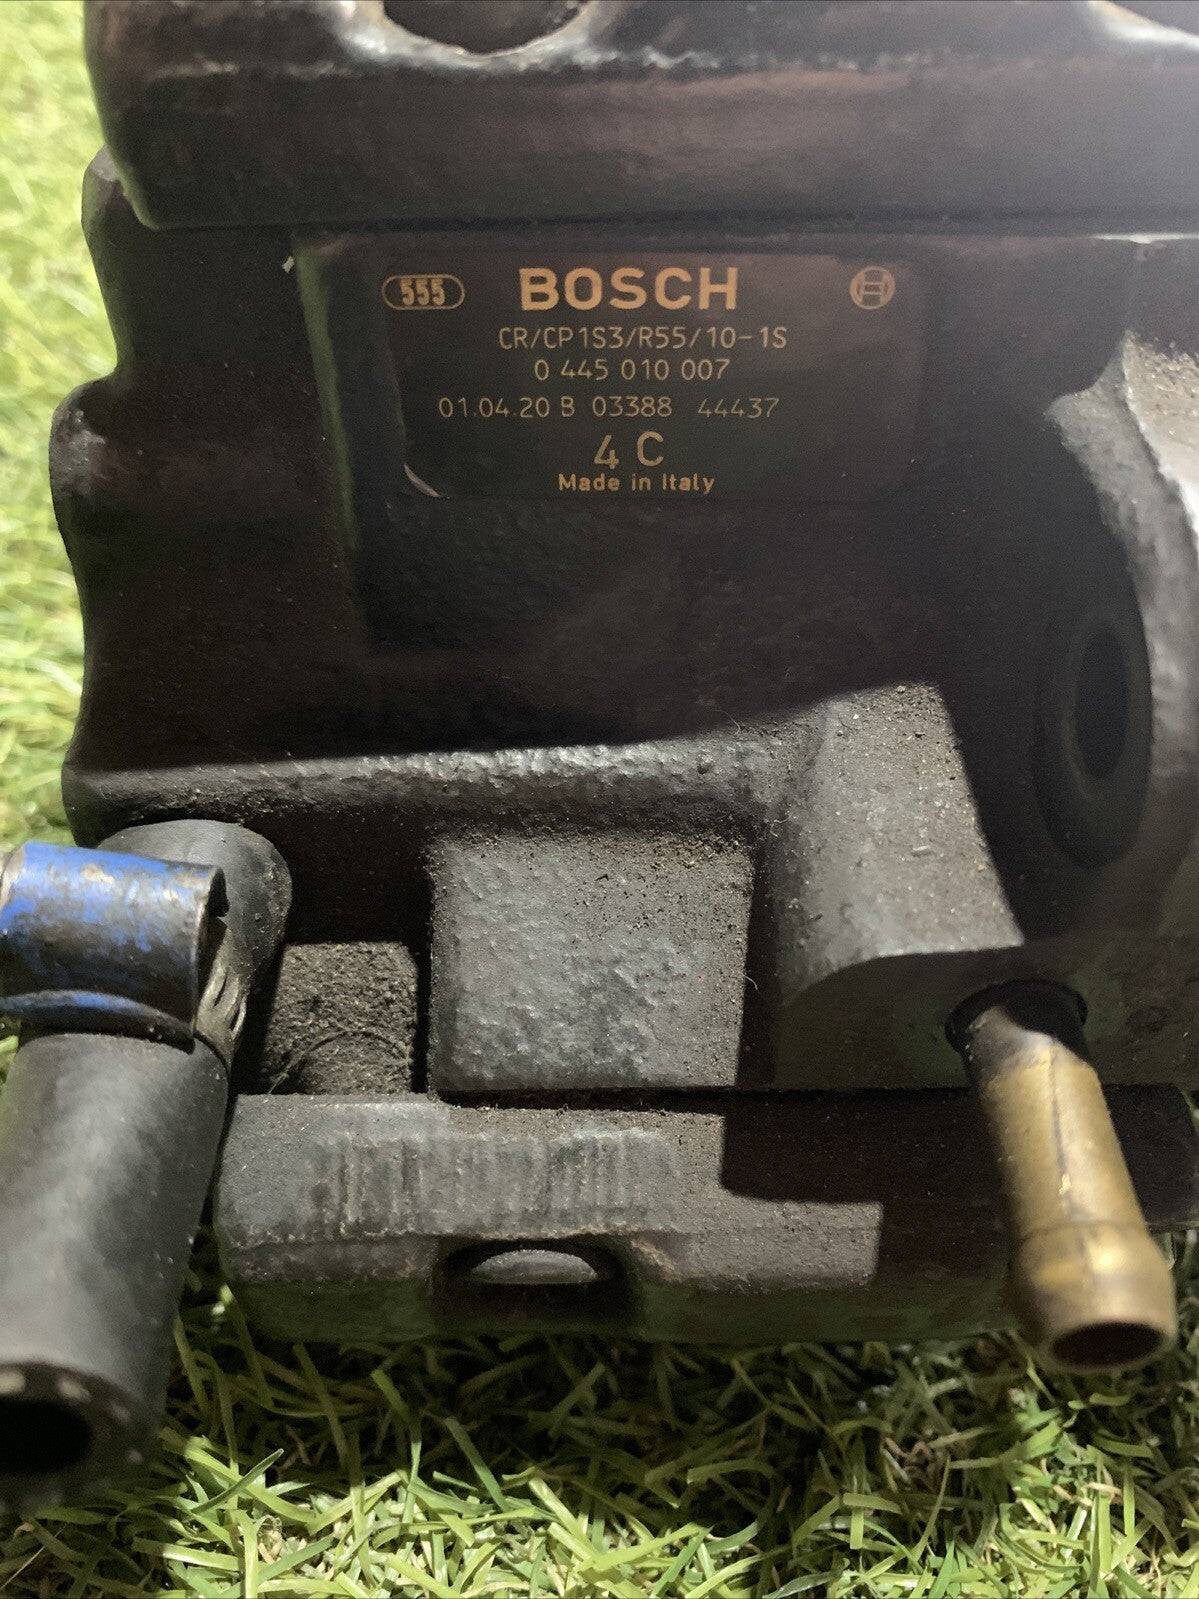 555 BOSCH
CR/CP1S3/R55/10-1S
0 445 010 007
01.04.20 B 03388 44437
4 C
Made in Italy